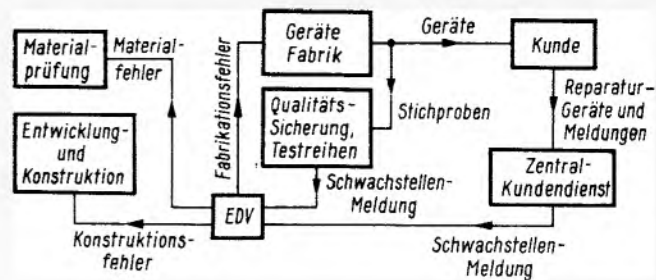 Material-
prüfung
Material-
fehler
Fabrikationsfehler
Geräte
Fabrik
Geräte
Kunde
Entwicklung-
und
Konstruktion
Qualitäts-
Sicherung,
Testreihen
Stichproben
Reparatur-
Geräte und
Meldungen
Zentral-
Kundendienst
EDV
Schwachstellen-
Meldung
Konstruktions-
fehler
Schwachstellen-
Meldung